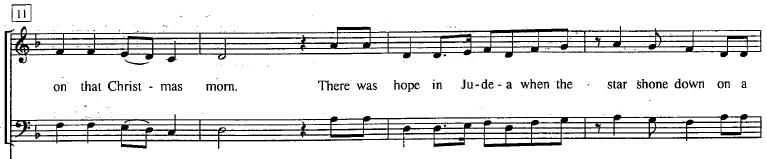 11
on that Christ - mas morn. There was hope in Ju-de-a when the star shone down on a